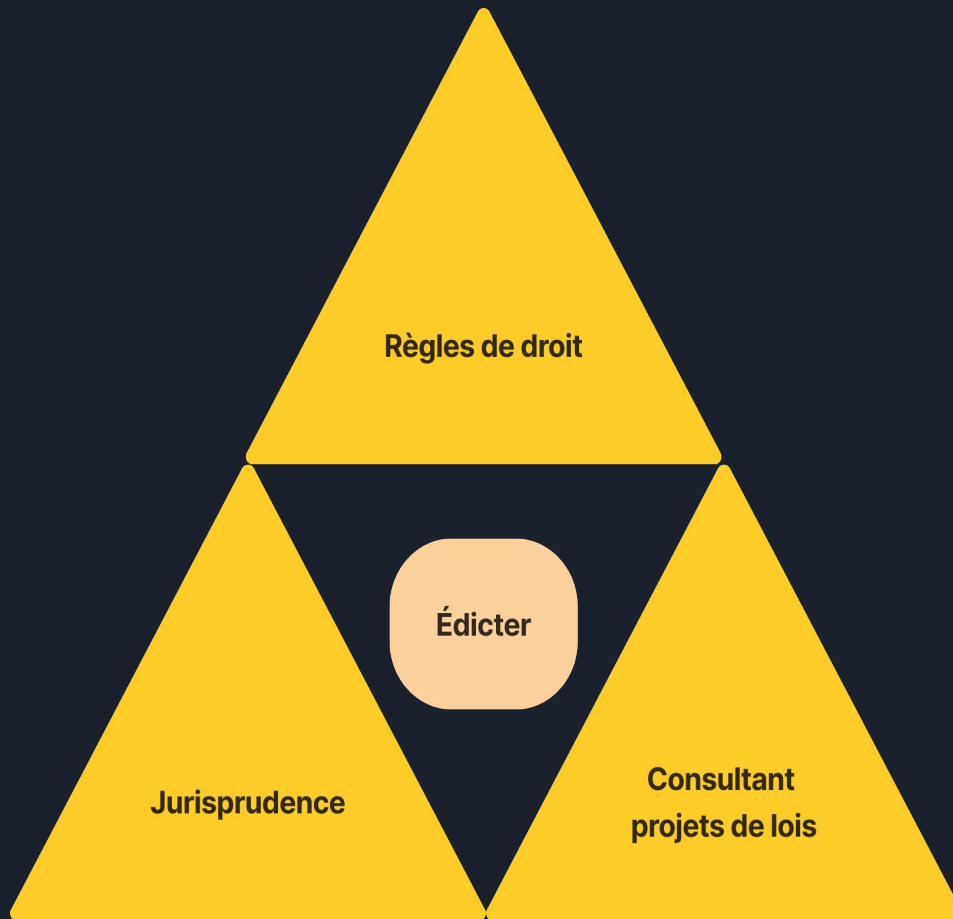 Règles de droit
Édicter
Jurisprudence
Consultant
projets de lois